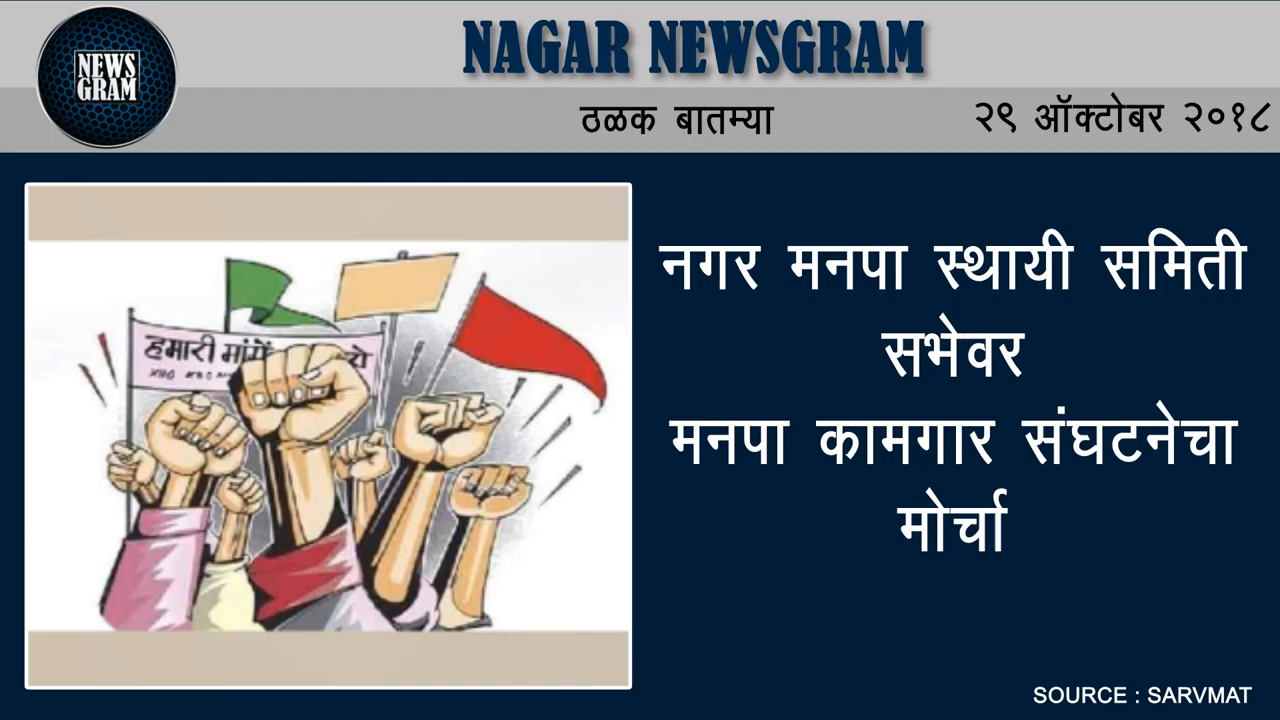 NEWS
GRAM
NAGAR NEWSGRAM
ठळक बातम्या
२९ ऑक्टोबर २०१८
हमारी मांगें
रो
नगर मनपा स्थायी समिती
सभेवर
मनपा कामगार संघटनेचा
मोर्चा
SOURCE : SARVMAT